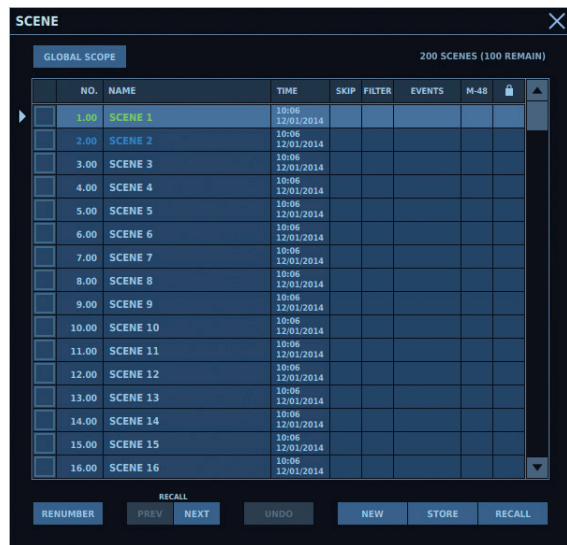 SCENE
GLOBAL SCOPE 200 SCENES (100 REMAIN)
NO. NAME TIME SKIP FILTER EVENTS M-48
1.00 SCENE 1 10:06 12/01/2014
2.00 SCENE 2 10:06 12/01/2014
3.00 SCENE 3 10:06 12/01/2014
4.00 SCENE 4 10:06 12/01/2014
5.00 SCENE 5 10:06 12/01/2014
6.00 SCENE 6 10:06 12/01/2014
7.00 SCENE 7 10:06 12/01/2014
8.00 SCENE 8 10:06 12/01/2014
9.00 SCENE 9 10:06 12/01/2014
10.00 SCENE 10 10:06 12/01/2014
11.00 SCENE 11 10:06 12/01/2014
12.00 SCENE 12 10:06 12/01/2014
13.00 SCENE 13 10:06 12/01/2014
14.00 SCENE 14 10:06 12/01/2014
15.00 SCENE 15 10:06 12/01/2014
16.00 SCENE 16 10:06 12/01/2014
RECALL
RENUMBER PREV NEXT UNDO NEW STORE RECALL